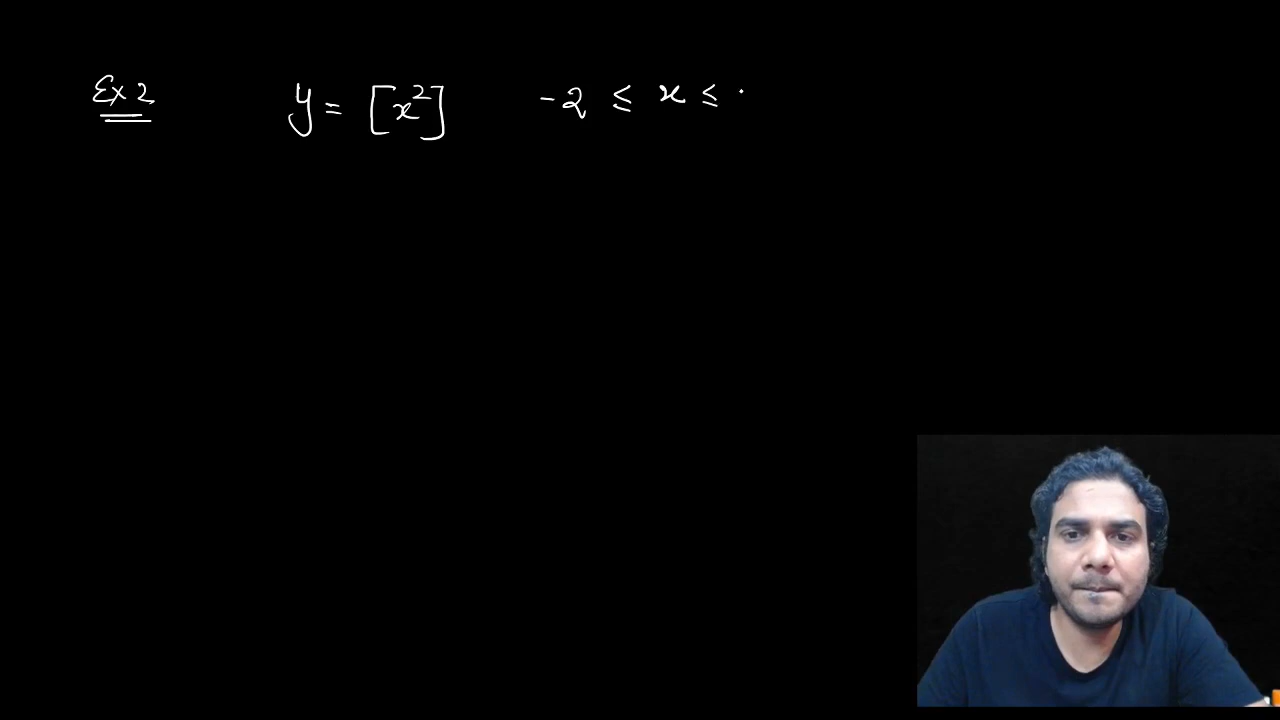 Ex 2 y = [x²] -2 ≤ x ≤